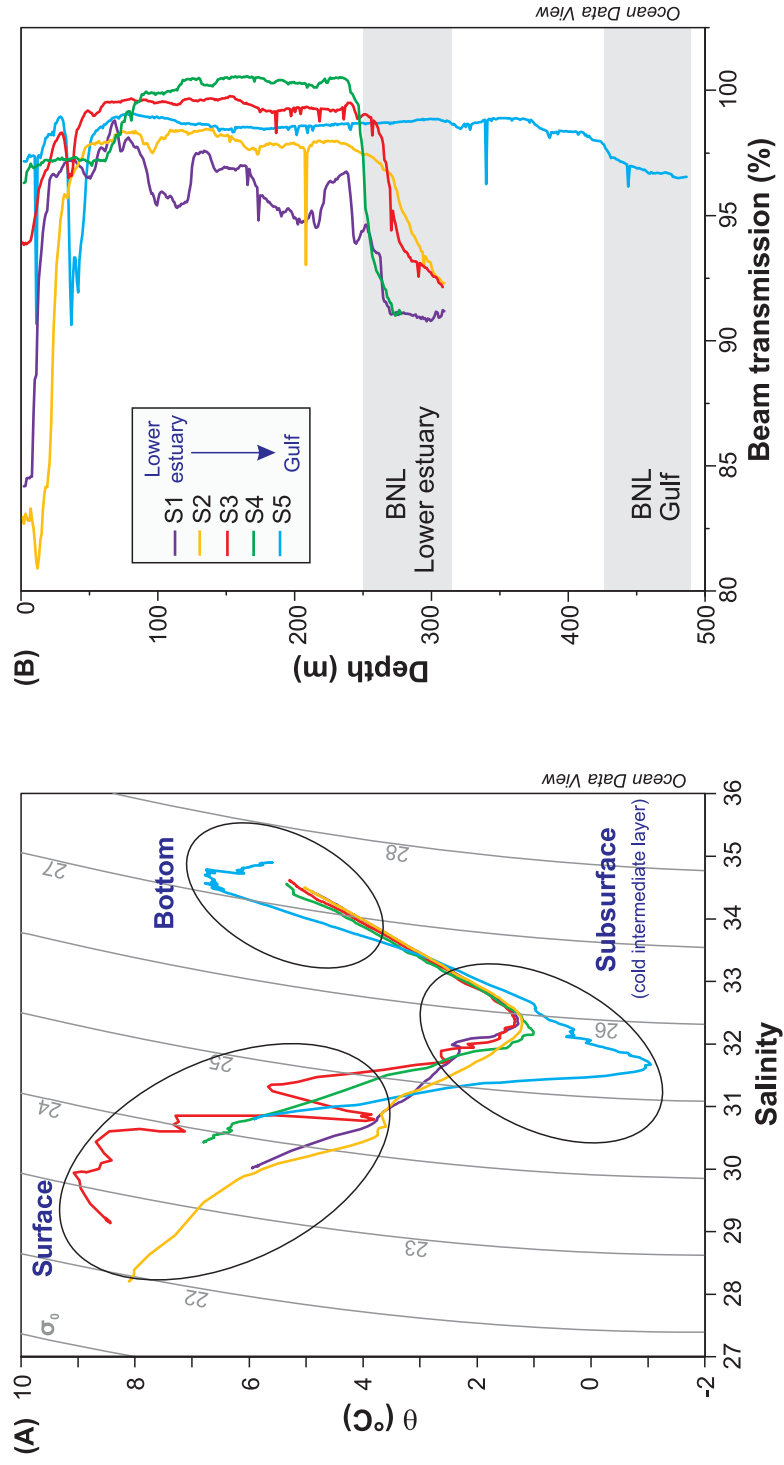 (A)
10
8
6
4
2
0
-2
θ (°C)
27
28
29
30
31
32
33
34
35
36
Salinity
σ₀
22
23
24
25
26
27
28
Surface
Bottom
Subsurface
(cold intermediate layer)
Ocean Data View
(B)
0
100
200
300
400
500
Depth (m)
80
85
90
95
100
Beam transmission (%)
Lower
estuary
Gulf
S1
S2
S3
S4
S5
BNL
Lower estuary
BNL
Gulf
Ocean Data View